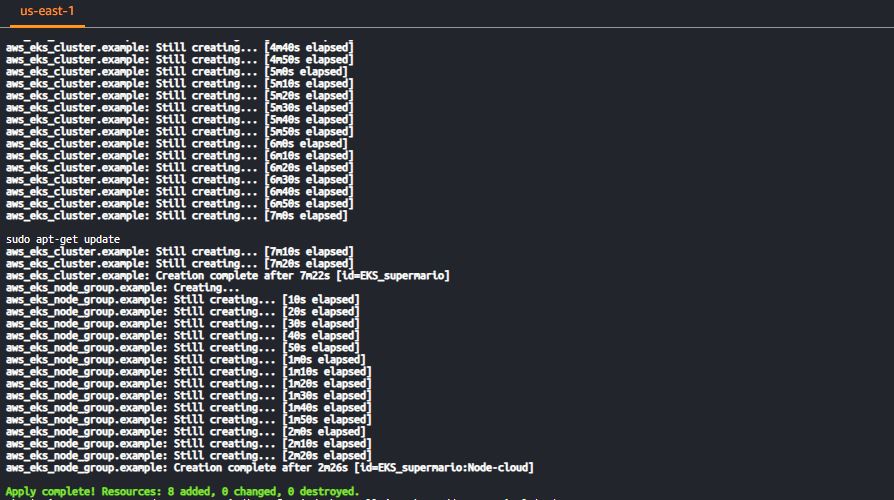 us-east-1
aws_eks_cluster.example: Still creating... [4m40s elapsed]
aws_eks_cluster.example: Still creating... [4m50s elapsed]
aws_eks_cluster.example: Still creating... [5m0s elapsed]
aws_eks_cluster.example: Still creating... [5m10s elapsed]
aws_eks_cluster.example: Still creating... [5m20s elapsed]
aws_eks_cluster.example: Still creating... [5m30s elapsed]
aws_eks_cluster.example: Still creating... [5m40s elapsed]
aws_eks_cluster.example: Still creating... [5m50s elapsed]
aws_eks_cluster.example: Still creating... [6m0s elapsed]
aws_eks_cluster.example: Still creating... [6m10s elapsed]
aws_eks_cluster.example: Still creating... [6m20s elapsed]
aws_eks_cluster.example: Still creating... [6m30s elapsed]
aws_eks_cluster.example: Still creating... [6m40s elapsed]
aws_eks_cluster.example: Still creating... [6m50s elapsed]
aws_eks_cluster.example: Still creating... [7m0s elapsed]
sudo apt-get update
aws_eks_cluster.example: Still creating... [7m10s elapsed]
aws_eks_cluster.example: Still creating... [7m20s elapsed]
aws_eks_cluster.example: Creation complete after 7m22s [id=EKS_supermario]
aws_eks_node_group.example: Creating...
aws_eks_node_group.example: Still creating... [10s elapsed]
aws_eks_node_group.example: Still creating... [20s elapsed]
aws_eks_node_group.example: Still creating... [30s elapsed]
aws_eks_node_group.example: Still creating... [40s elapsed]
aws_eks_node_group.example: Still creating... [50s elapsed]
aws_eks_node_group.example: Still creating... [1m0s elapsed]
aws_eks_node_group.example: Still creating... [1m10s elapsed]
aws_eks_node_group.example: Still creating... [1m20s elapsed]
aws_eks_node_group.example: Still creating... [1m30s elapsed]
aws_eks_node_group.example: Still creating... [1m40s elapsed]
aws_eks_node_group.example: Still creating... [1m50s elapsed]
aws_eks_node_group.example: Still creating... [2m0s elapsed]
aws_eks_node_group.example: Still creating... [2m10s elapsed]
aws_eks_node_group.example: Still creating... [2m20s elapsed]
aws_eks_node_group.example: Creation complete after 2m26s [id=EKS_supermario:Node-cloud]
Apply complete! Resources: 8 added, 0 changed, 0 destroyed.